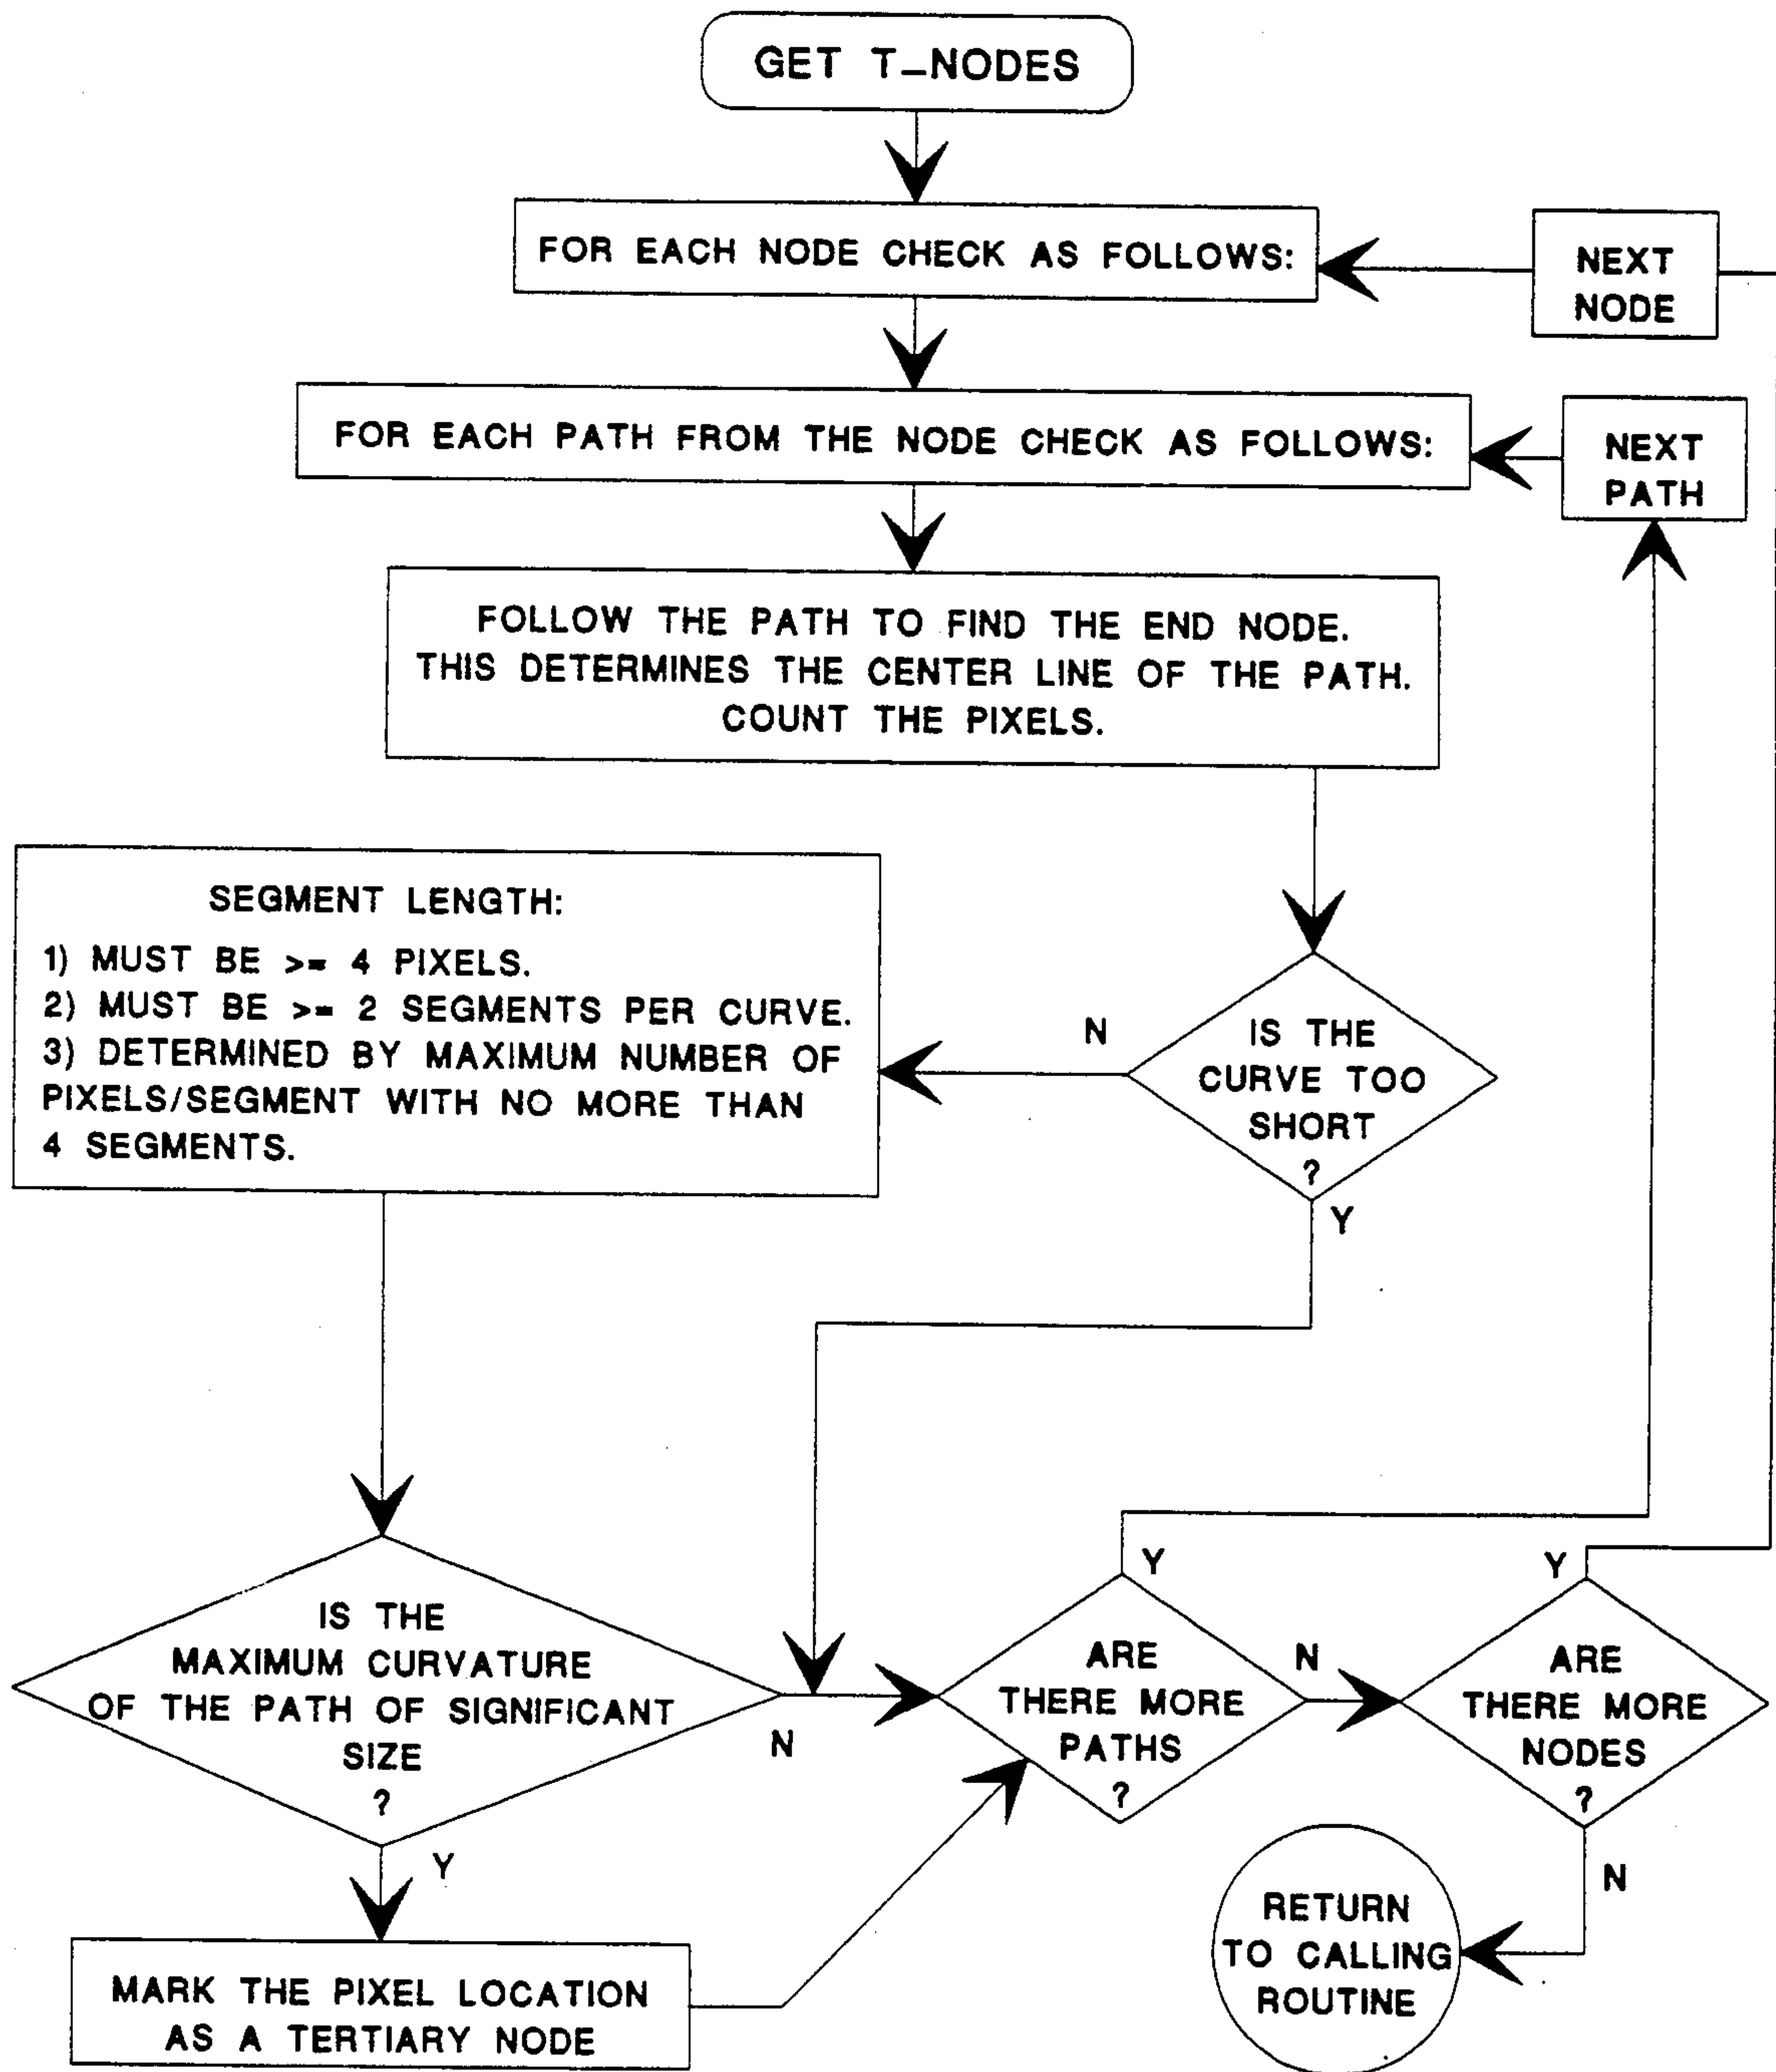 GET T_NODES
FOR EACH NODE CHECK AS FOLLOWS:
NEXT
NODE
FOR EACH PATH FROM THE NODE CHECK AS FOLLOWS:
NEXT
PATH
FOLLOW THE PATH TO FIND THE END NODE.
THIS DETERMINES THE CENTER LINE OF THE PATH.
COUNT THE PIXELS.
SEGMENT LENGTH:
1) MUST BE >= 4 PIXELS.
2) MUST BE >= 2 SEGMENTS PER CURVE.
3) DETERMINED BY MAXIMUM NUMBER OF
PIXELS/SEGMENT WITH NO MORE THAN
4 SEGMENTS.
N
IS THE
CURVE TOO
SHORT
?
Y
IS THE
MAXIMUM CURVATURE
OF THE PATH OF SIGNIFICANT
SIZE
?
N
Y
Y
ARE
THERE MORE
PATHS
?
N
Y
ARE
THERE MORE
NODES
?
N
MARK THE PIXEL LOCATION
AS A TERTIARY NODE
RETURN
TO CALLING
ROUTINE